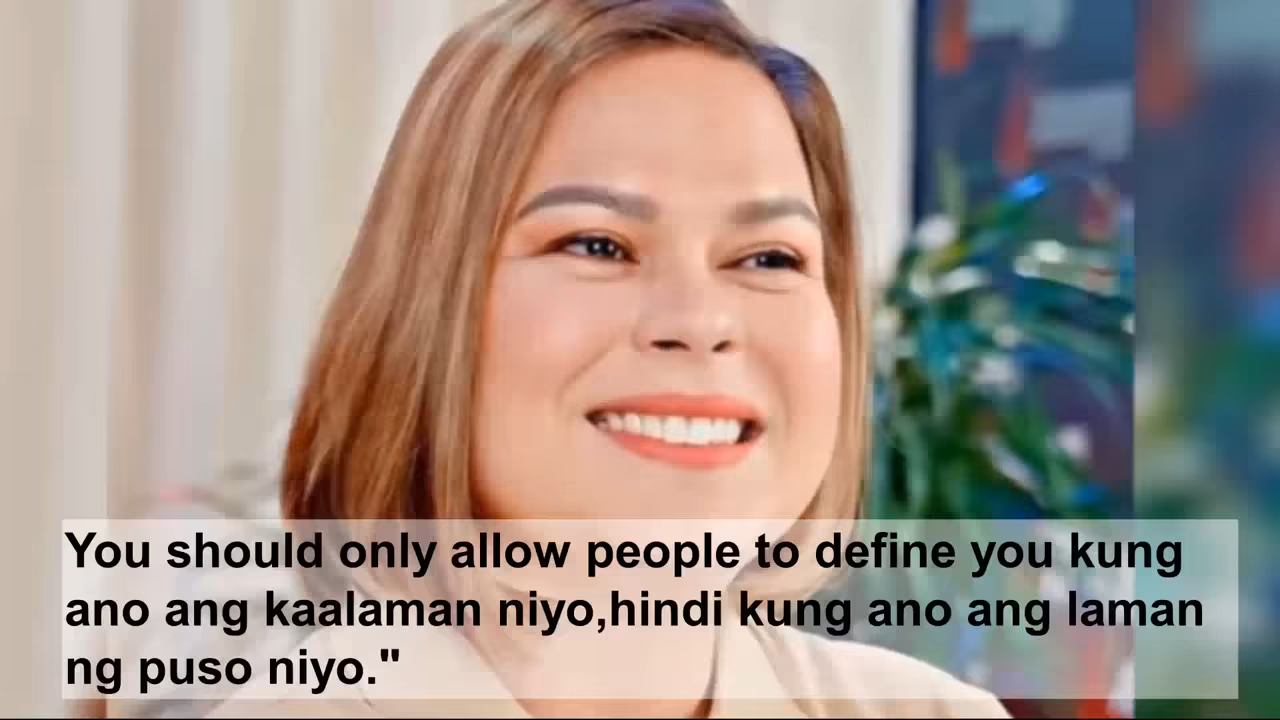 You should only allow people to define you kung
ano ang kaalaman niyo,hindi kung ano ang laman
ng puso niyo."